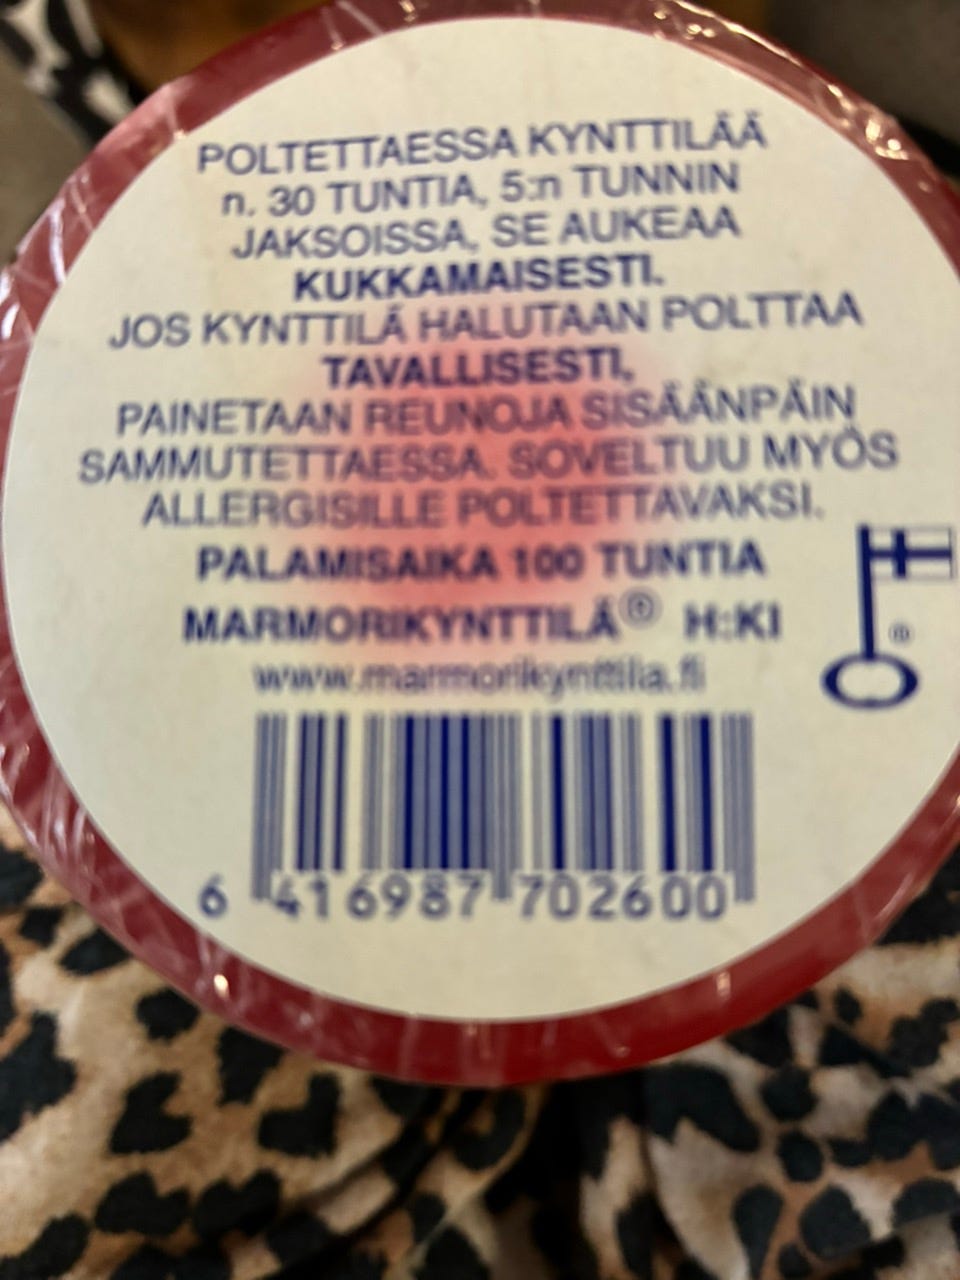 POLTETTAESSA KYNTTILÄÄ
n. 30 TUNTIA, 5:n TUNNIN
JAKSOISSA, SE AUKEAA
KUKKAMAISESTI.
JOS KYNTTILÄ HALUTAAN POLTTAA
TAVALLISESTI,
PAINETAAN REUNOJA SISÄÄNPÄIN
SAMMUTETTAESSA. SOVELTUU MYÖS
ALLERGISILLE POLTETTAVAKSI.
PALAMISAIKA 100 TUNTIA
MARMORIKYNTTILÄ® H:KI
®
www.marmorikynttila.fi
6 416987 702600